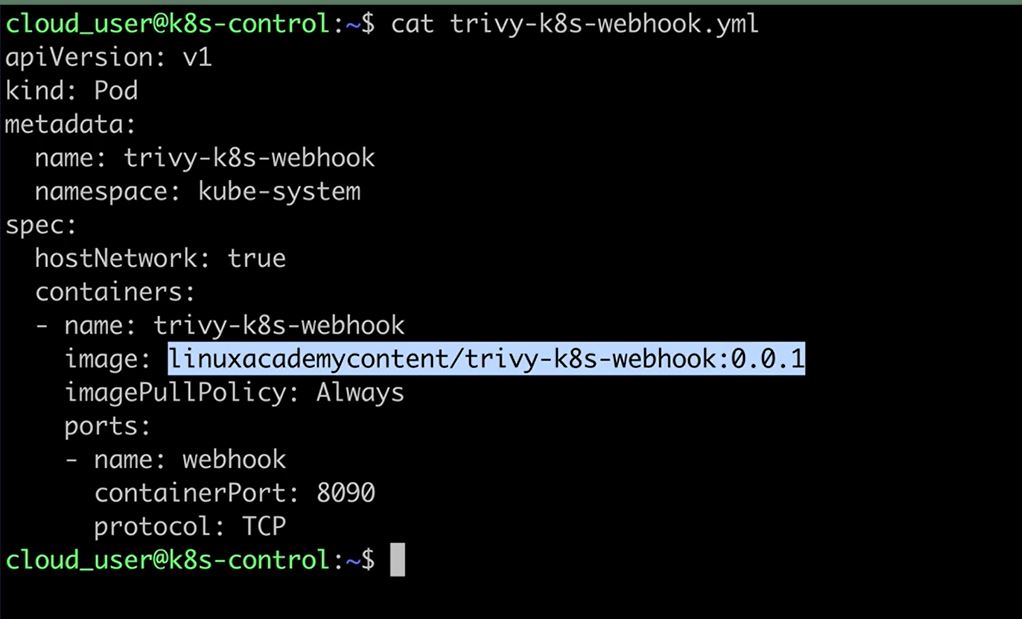 cloud_user@k8s-control:~$ cat trivy-k8s-webhook.yml
apiVersion: v1
kind: Pod
metadata:
  name: trivy-k8s-webhook
  namespace: kube-system
spec:
  hostNetwork: true
  containers:
  - name: trivy-k8s-webhook
    image: linuxacademycontent/trivy-k8s-webhook:0.0.1
    imagePullPolicy: Always
    ports:
    - name: webhook
      containerPort: 8090
      protocol: TCP
cloud_user@k8s-control:~$